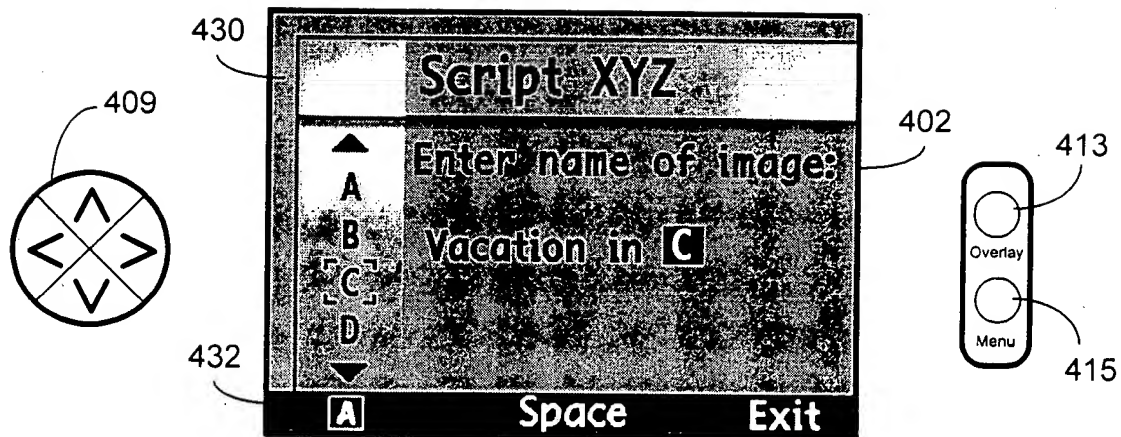 430
Script XYZ
409
402
413
Enter name of image:
A
B
Vacation in C
Overlay
C
D
Menu
432
415
A Space Exit